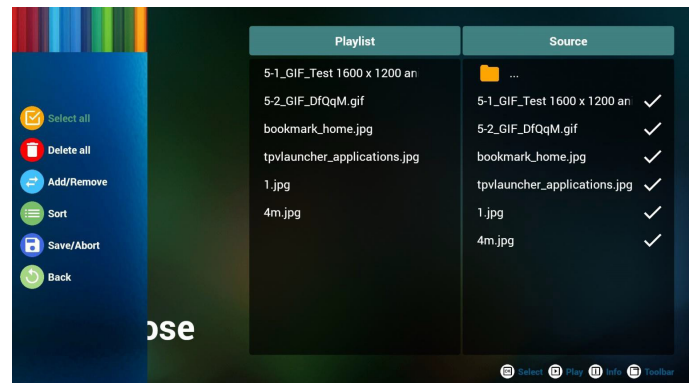 Select all
Delete all
Add/Remove
Sort
Save/Abort
Back
ose
Playlist
5-1_GIF_Test 1600 x 1200 an
5-2_GIF_DfQqM.gif
bookmark_home.jpg
tpvlauncher_applications.jpg
1.jpg
4m.jpg
Source
...
5-1_GIF_Test 1600 x 1200 an
5-2_GIF_DfQqM.gif
bookmark_home.jpg
tpvlauncher_applications.jpg
1.jpg
4m.jpg
Select Play Info Toolbar